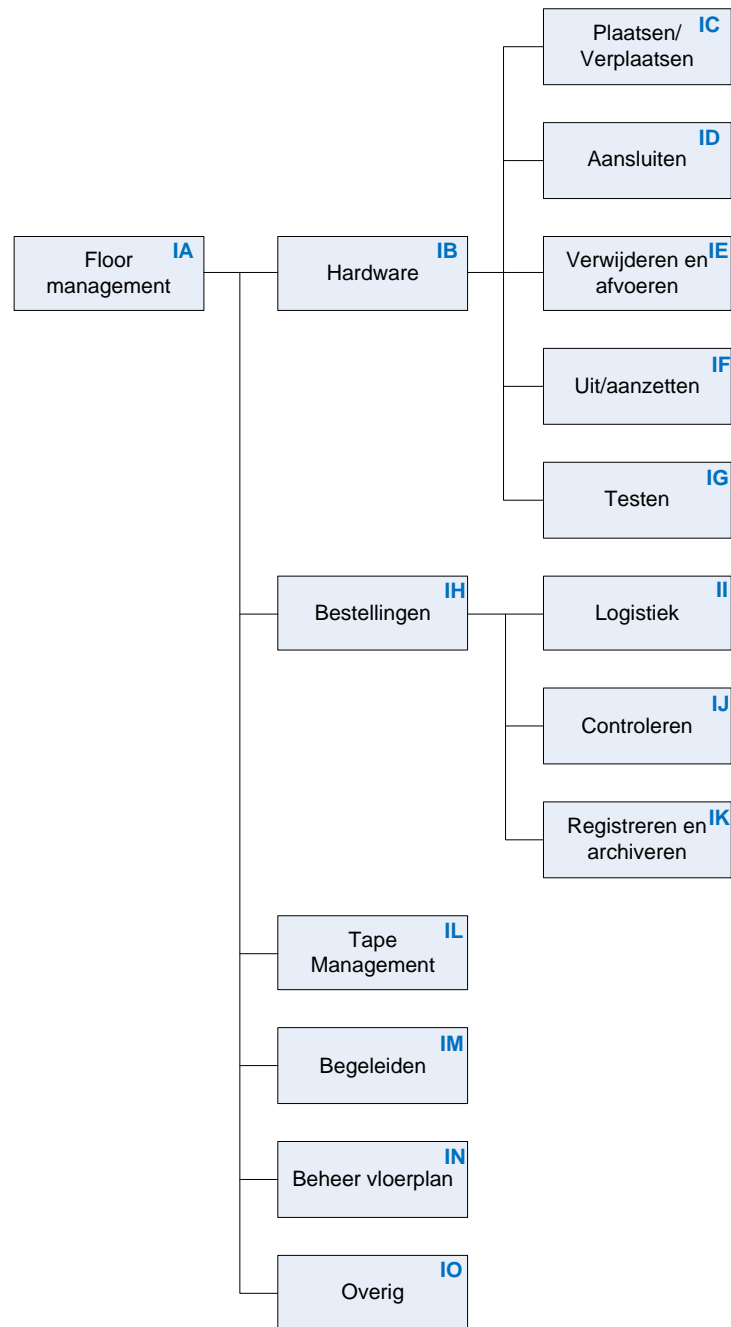 Plaatsen/
Verplaatsen
IC
Aansluiten
ID
Floor
management
IA
Hardware
IB
Verwijderen en
afvoeren
IE
Uit/aanzetten
IF
Testen
IG
Bestellingen
IH
Logistiek
II
Controleren
IJ
Registreren en
archiveren
IK
Tape
Management
IL
Begeleiden
IM
Beheer vloerplan
IN
Overig
IO